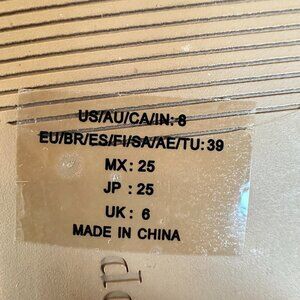 US/AU/CA/IN: 8
EU/BR/ES/FI/SA/AE/TU: 39
MX: 25
JP : 25
UK : 6
MADE IN CHINA